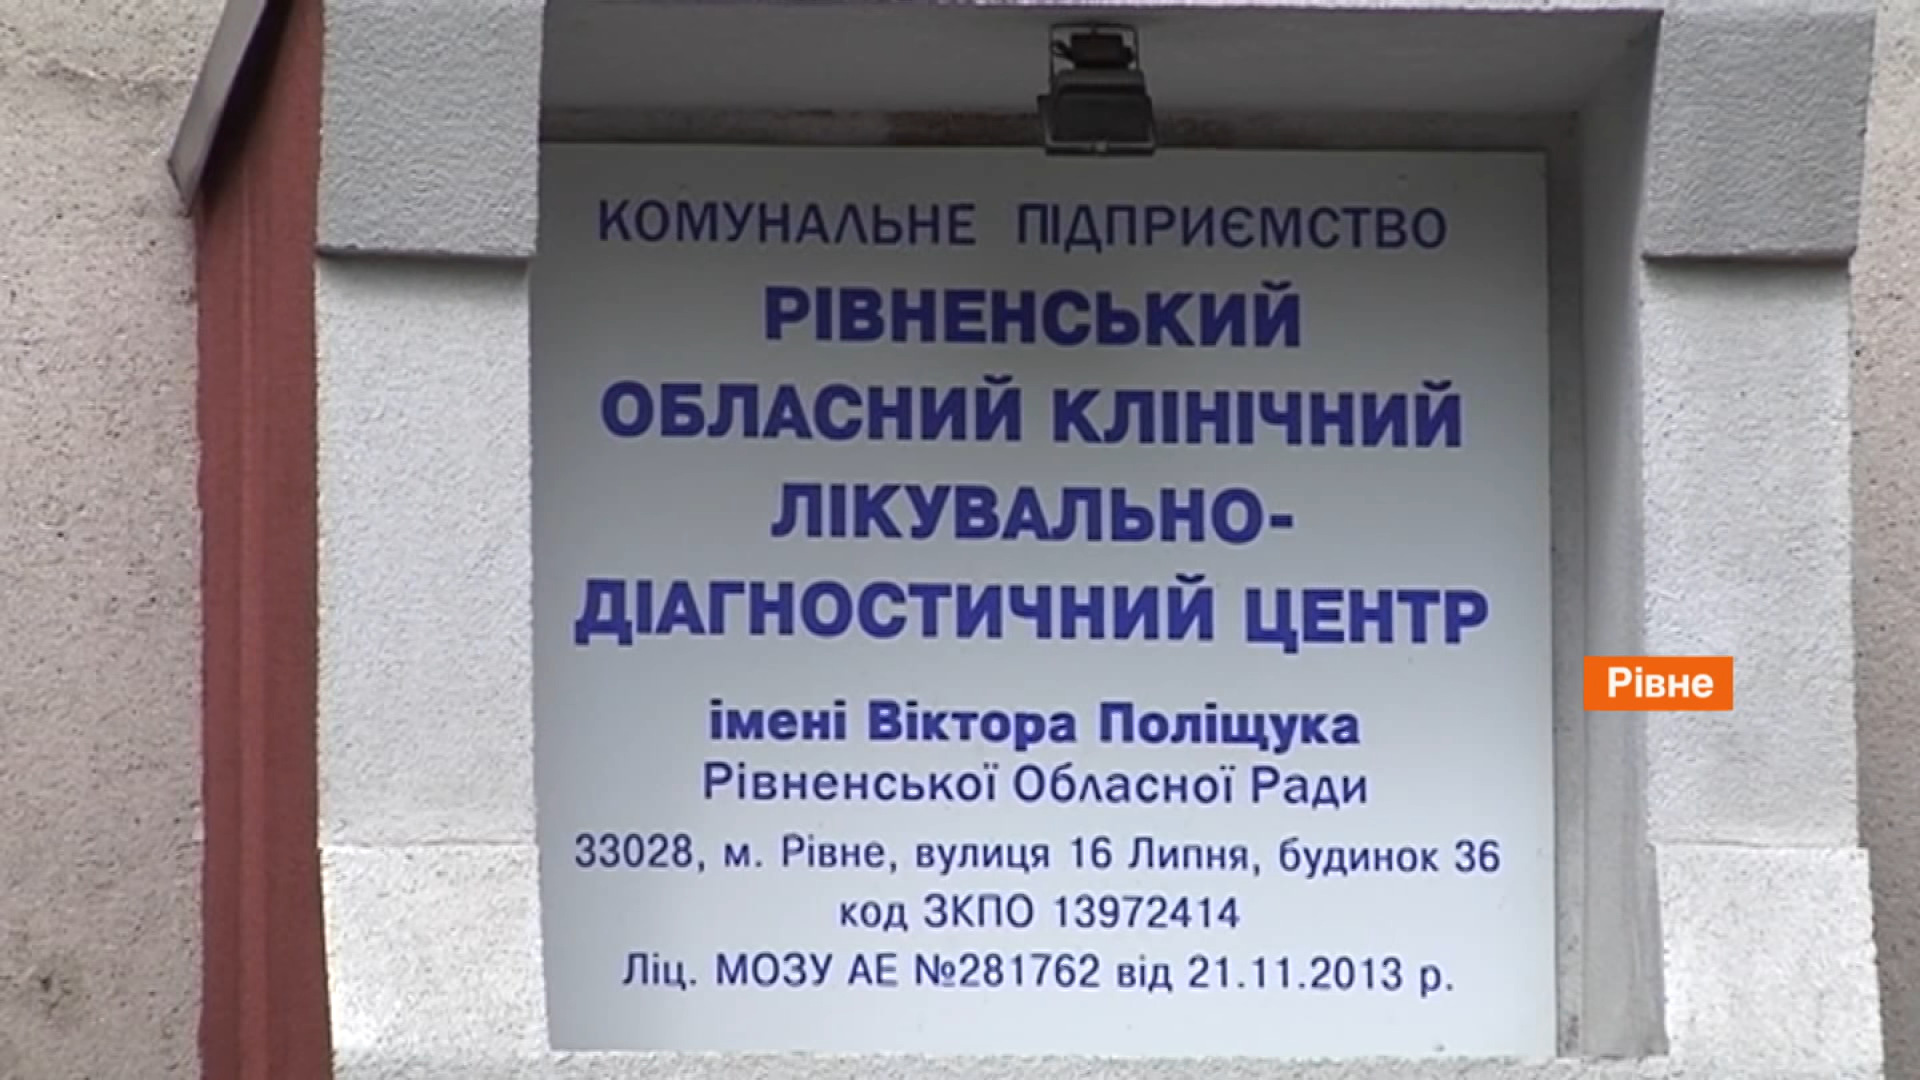 КОМУНАЛЬНЕ ПІДПРИЄМСТВО
РІВНЕНСЬКИЙ
ОБЛАСНИЙ КЛІНІЧНИЙ
ЛІКУВАЛЬНО-
ДІАГНОСТИЧНИЙ ЦЕНТР
імені Віктора Поліщука
Рівненської Обласної Ради
33028, м. Рівне, вулиця 16 Липня, будинок 36
код ЗКПО 13972414
Ліц. МОЗУ АЕ №281762 від 21.11.2013 р.
Рівне